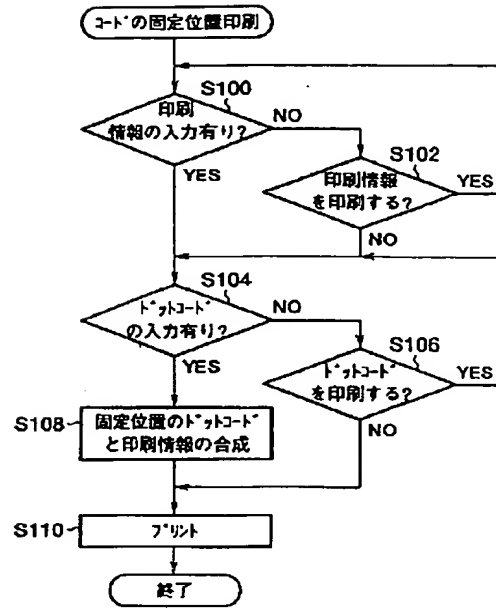 コードの固定位置印刷
S100
印刷
情報の入力有り?
NO
YES
S102
印刷情報
を印刷する?
YES
NO
S104
ドットコード
の入力有り?
NO
YES
S106
ドットコード
を印刷する?
YES
NO
S108
固定位置のドットコード
と印刷情報の合成
S110
プリント
終了